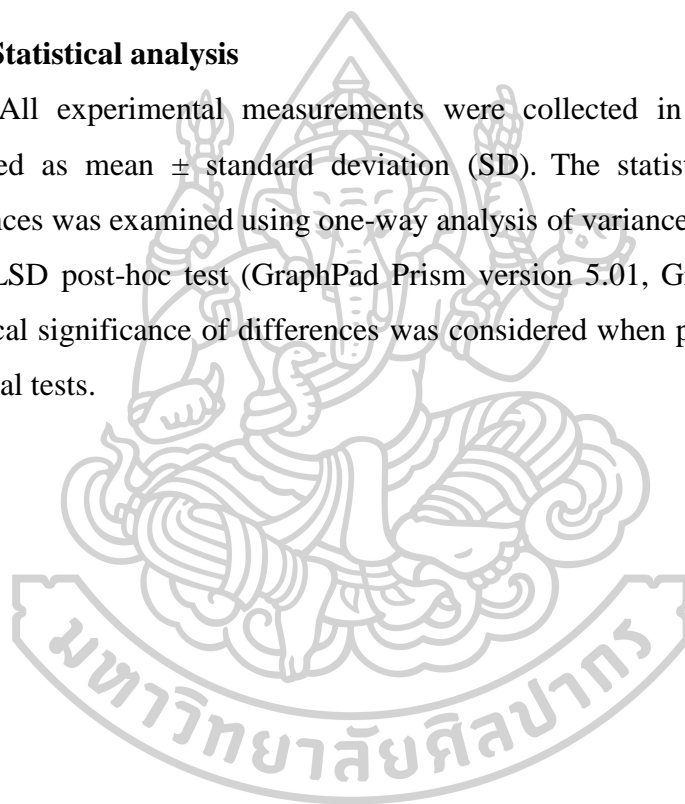 Statistical analysis
All experimental measurements were collected in
ed as mean ± standard deviation (SD). The statist
nces was examined using one-way analysis of variance
LSD post-hoc test (GraphPad Prism version 5.01, G
cal significance of differences was considered when p
al tests.
มหาวิทยาลัยศิลปากร